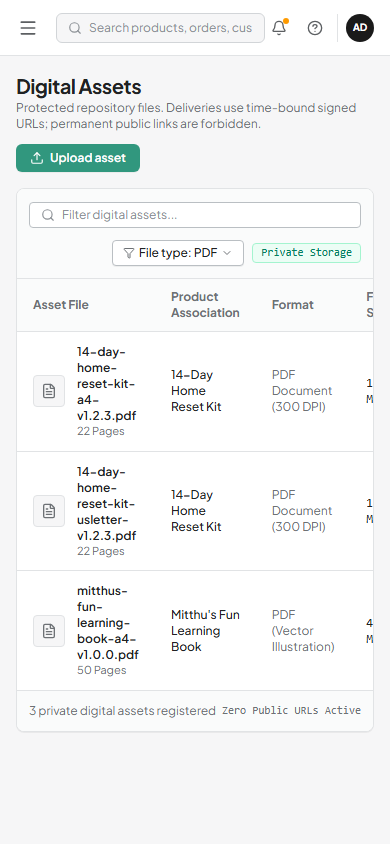 Search products, orders, cus
AD
Digital Assets
Protected repository files. Deliveries use time-bound signed
URLs; permanent public links are forbidden.
Upload asset
Filter digital assets...
File type: PDF
Private Storage
Asset File
Product
Association
Format
14-day-
home-
reset-kit-
a4-
v1.2.3.pdf
22 Pages
14-Day
Home
Reset Kit
PDF
Document
(300 DPI)
14-day-
home-
reset-kit-
usletter-
v1.2.3.pdf
22 Pages
14-Day
Home
Reset Kit
PDF
Document
(300 DPI)
mitthus-
fun-
learning-
book-a4-
v1.0.0.pdf
50 Pages
Mitthu's Fun
Learning
Book
PDF
(Vector
Illustration)
3 private digital assets registered
Zero Public URLs Active